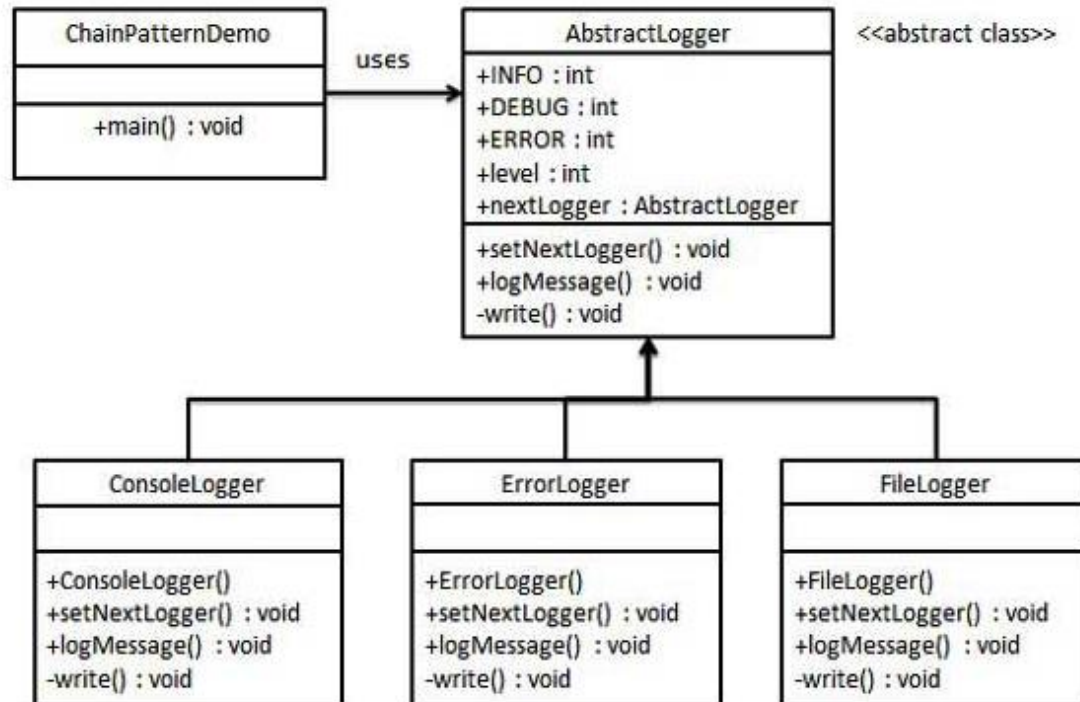 ChainPatternDemo
+main() : void
uses
AbstractLogger
+INFO : int
+DEBUG : int
+ERROR : int
+level : int
+nextLogger : AbstractLogger
+setNextLogger() : void
+logMessage() : void
-write() : void
<<abstract class>>
ConsoleLogger
+ConsoleLogger()
+setNextLogger() : void
+logMessage() : void
-write() : void
ErrorLogger
+ErrorLogger()
+setNextLogger() : void
+logMessage() : void
-write() : void
FileLogger
+FileLogger()
+setNextLogger() : void
+logMessage() : void
-write() : void